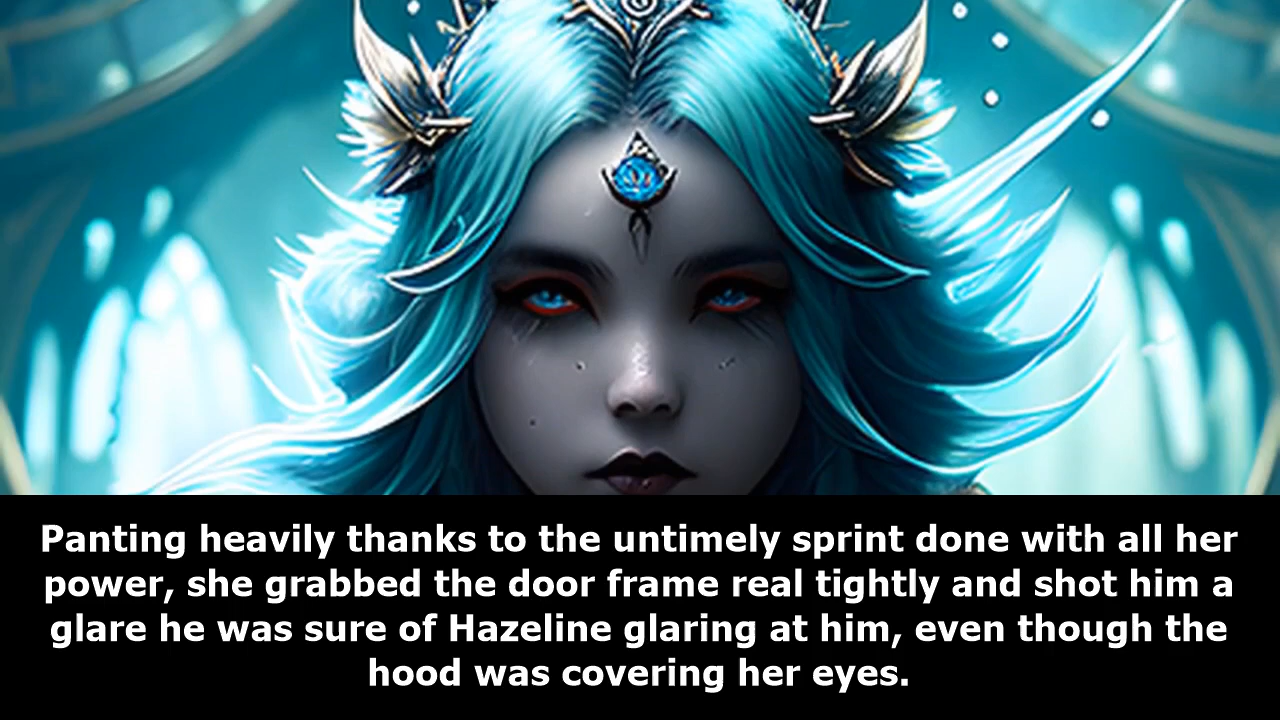 Panting heavily thanks to the untimely sprint done with all her
power, she grabbed the door frame real tightly and shot him a
glare he was sure of Hazeline glaring at him, even though the
hood was covering her eyes.